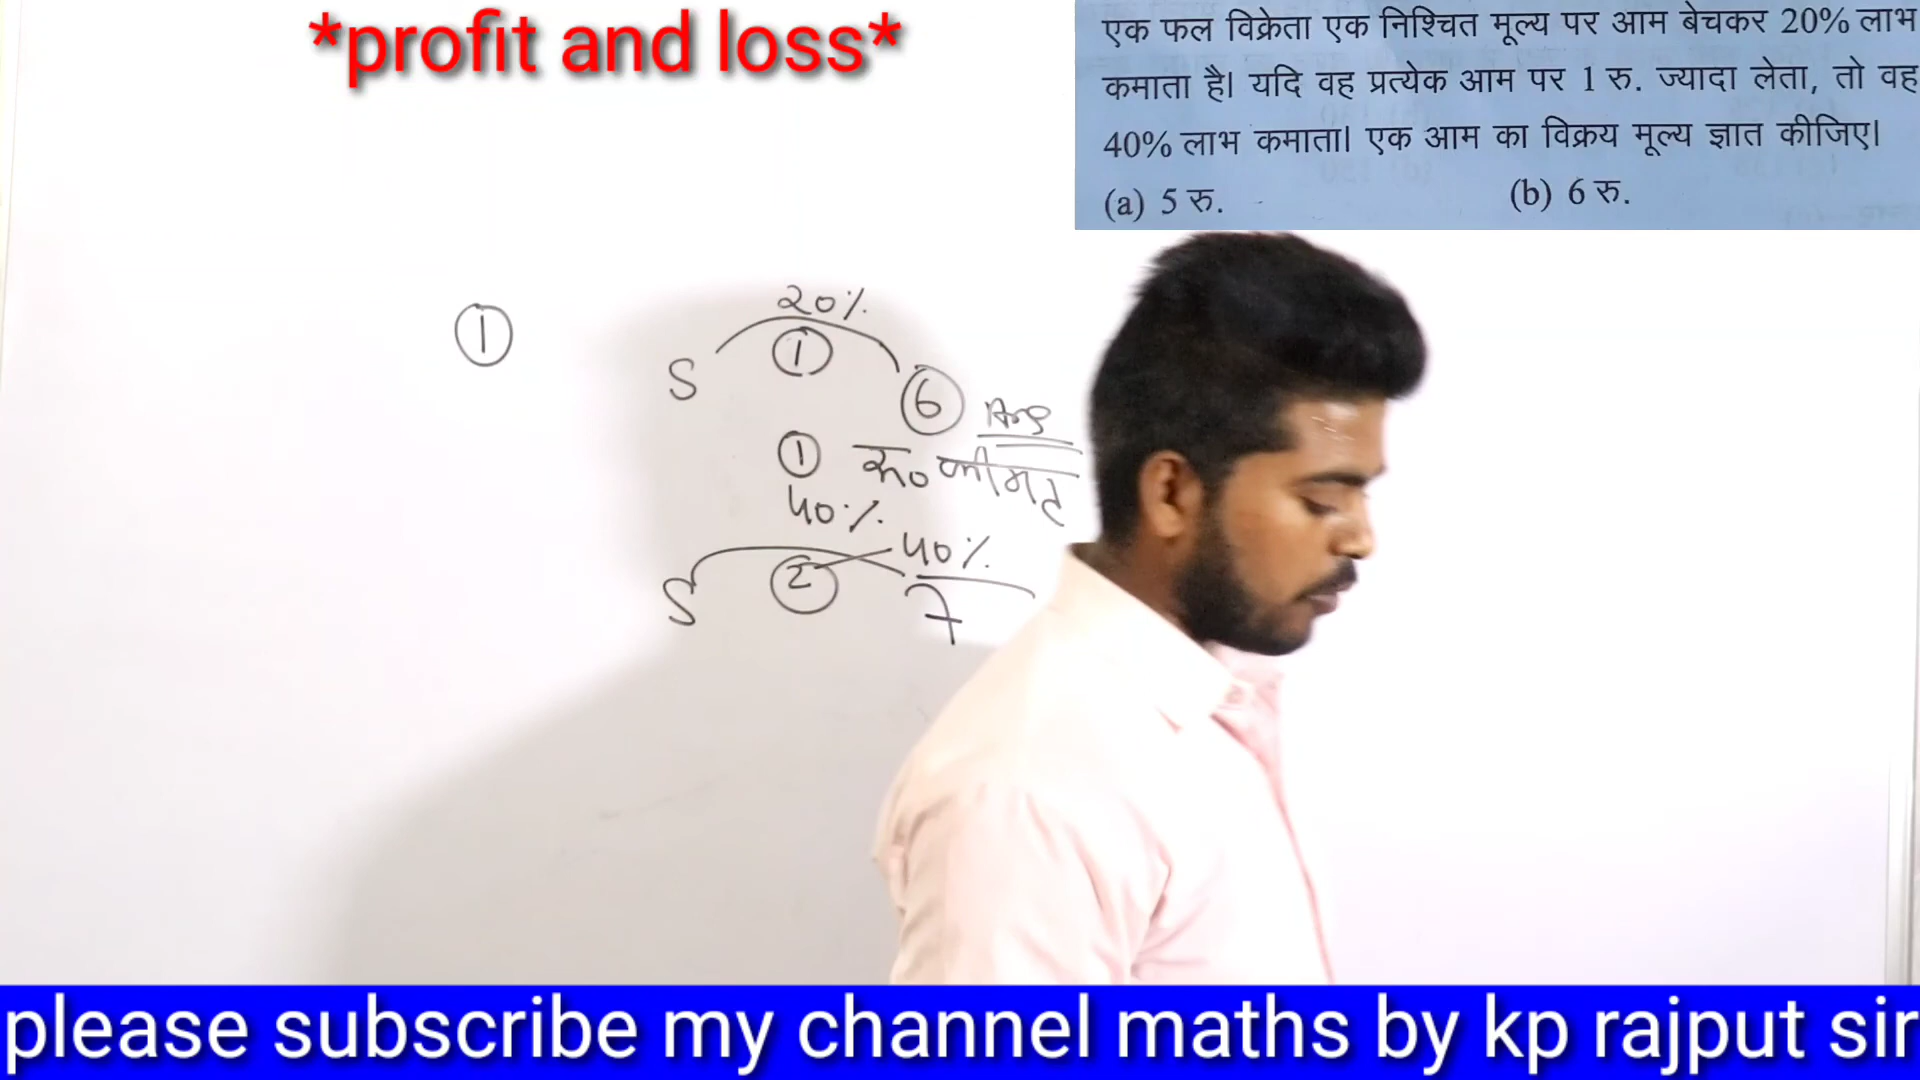 *profit and loss*
एक फल विक्रेता एक निश्चित मूल्य पर आम बेचकर 20% लाभ
कमाता है। यदि वह प्रत्येक आम पर 1 रु. ज्यादा लेता, तो वह
40% लाभ कमाता। एक आम का विक्रय मूल्य ज्ञात कीजिए।
(a) 5 रु. (b) 6 रु.
20%
1
1
5
6 Ans
1 रु० कीमत
40%
40%
5 2 7
please subscribe my channel maths by kp rajput sir